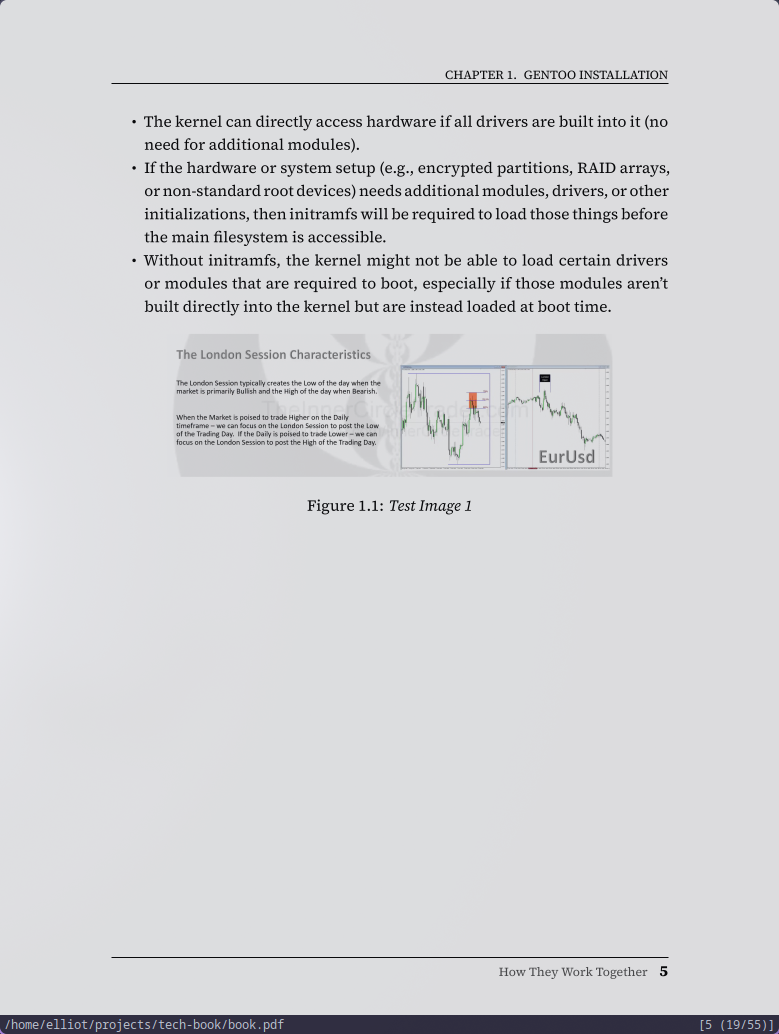 CHAPTER 1. GENTOO INSTALLATION
• The kernel can directly access hardware if all drivers are built into it (no
need for additional modules).
• If the hardware or system setup (e.g., encrypted partitions, RAID arrays,
or non-standard root devices) needs additional modules, drivers, or other
initializations, then initramfs will be required to load those things before
the main filesystem is accessible.
• Without initramfs, the kernel might not be able to load certain drivers
or modules that are required to boot, especially if those modules aren’t
built directly into the kernel but are instead loaded at boot time.
The London Session Characteristics
The London Session typically creates the Low of the day when the
market is primarily Bullish and the High of the day when Bearish.
When the Market is poised to trade Higher on the Daily
timeframe – we can focus on the London Session to post the Low
of the Trading Day. If the Daily is poised to trade Lower – we can
focus on the London Session to post the High of the Trading Day.
EurUsd
Figure 1.1: Test Image 1
How They Work Together 5
/home/elliot/projects/tech-book/book.pdf [5 (19/55)]